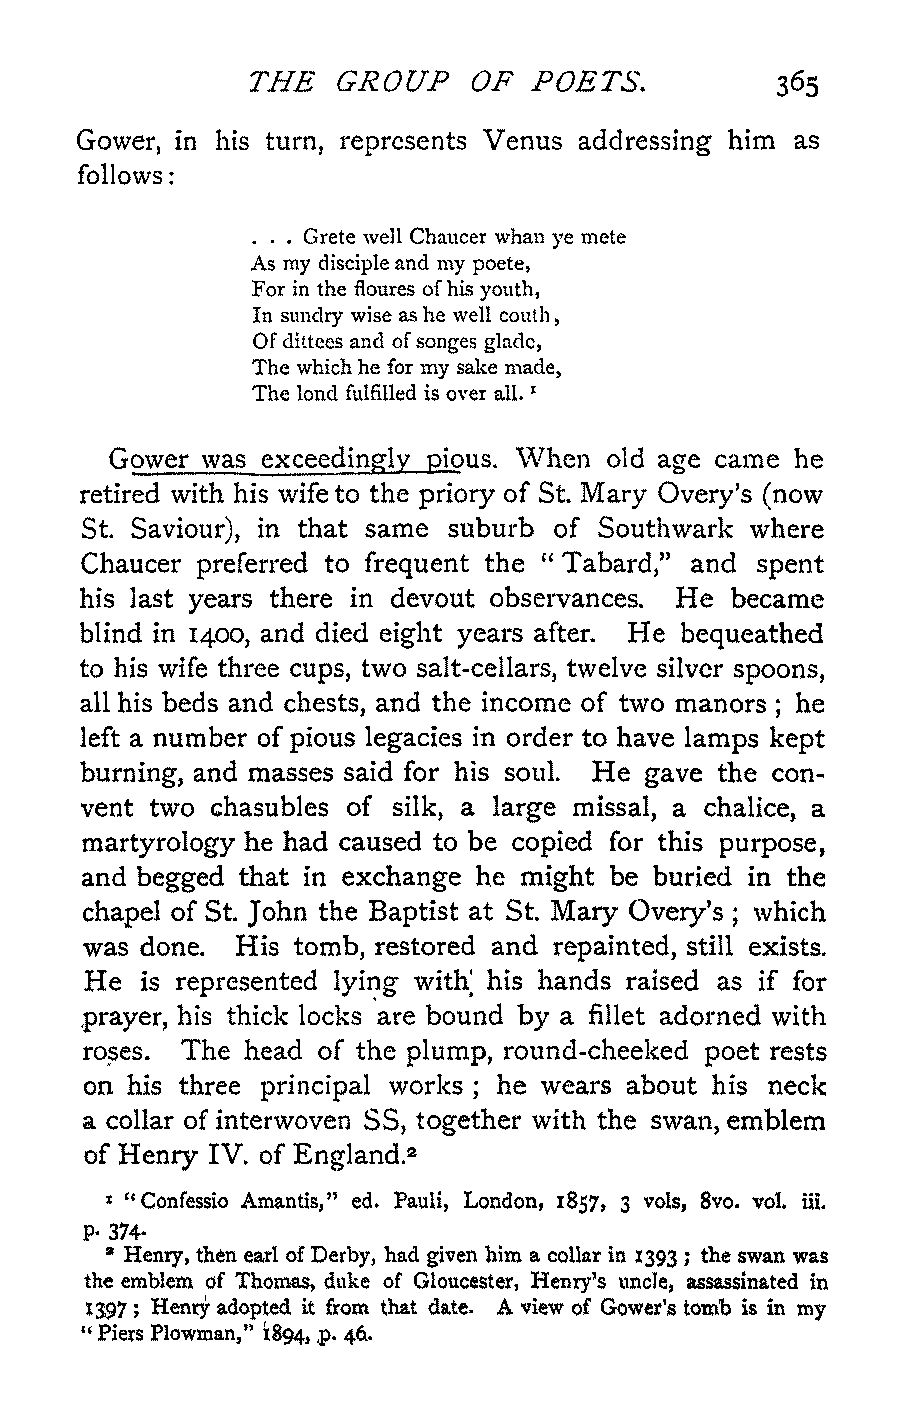 THE GROUP OF POETS. 365
Gower, in his turn, represents Venus addressing him as
follows:
. . . Grete well Chaucer whan ye mete
As my disciple and my poete,
For in the floures of his youth,
In sundry wise as he well couth,
Of dittees and of songes glade,
The which he for my sake made,
The lond fulfilled is over all. ¹
Gower was exceedingly pious. When old age came he
retired with his wife to the priory of St. Mary Overy's (now
St. Saviour), in that same suburb of Southwark where
Chaucer preferred to frequent the "Tabard," and spent
his last years there in devout observances. He became
blind in 1400, and died eight years after. He bequeathed
to his wife three cups, two salt-cellars, twelve silver spoons,
all his beds and chests, and the income of two manors ; he
left a number of pious legacies in order to have lamps kept
burning, and masses said for his soul. He gave the con-
vent two chasubles of silk, a large missal, a chalice, a
martyrology he had caused to be copied for this purpose,
and begged that in exchange he might be buried in the
chapel of St. John the Baptist at St. Mary Overy's ; which
was done. His tomb, restored and repainted, still exists.
He is represented lying with his hands raised as if for
prayer, his thick locks are bound by a fillet adorned with
roses. The head of the plump, round-cheeked poet rests
on his three principal works ; he wears about his neck
a collar of interwoven SS, together with the swan, emblem
of Henry IV. of England.²
¹ "Confessio Amantis," ed. Pauli, London, 1857, 3 vols, 8vo. vol. iii.
p. 374.
² Henry, then earl of Derby, had given him a collar in 1393 ; the swan was
the emblem of Thomas, duke of Gloucester, Henry's uncle, assassinated in
1397 ; Henry adopted it from that date. A view of Gower's tomb is in my
"Piers Plowman," 1894, p. 46.